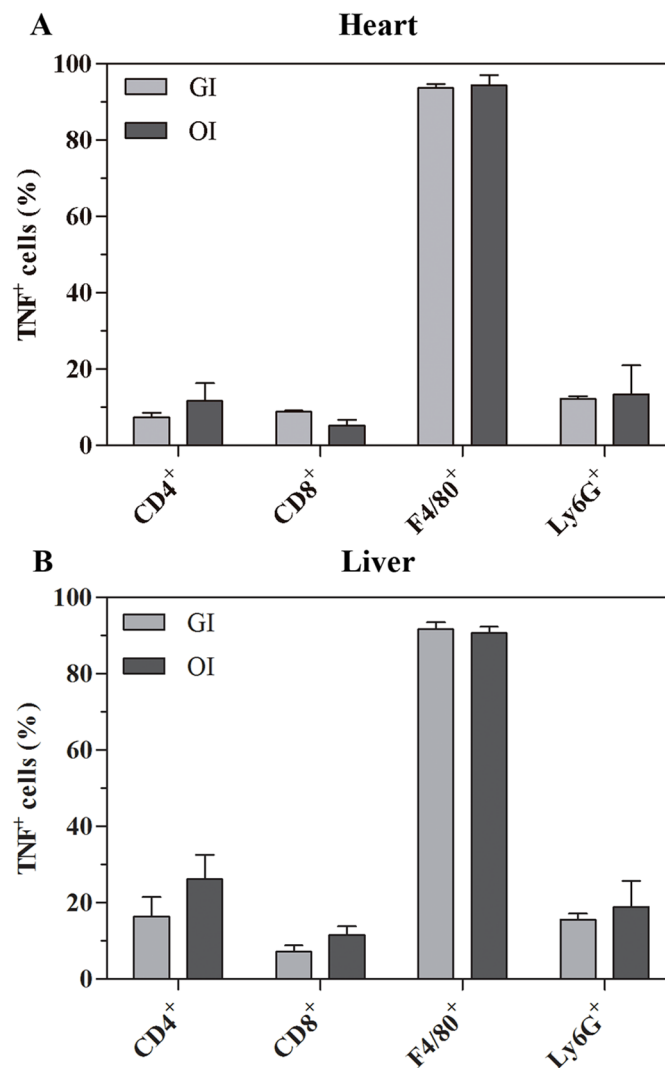 A
Heart
TNF⁺ cells (%)
100
80
60
40
20
0
GI
OI
CD4⁺
CD8⁺
F4/80⁺
Ly6G⁺
B
Liver
TNF⁺ cells (%)
100
80
60
40
20
0
GI
OI
CD4⁺
CD8⁺
F4/80⁺
Ly6G⁺